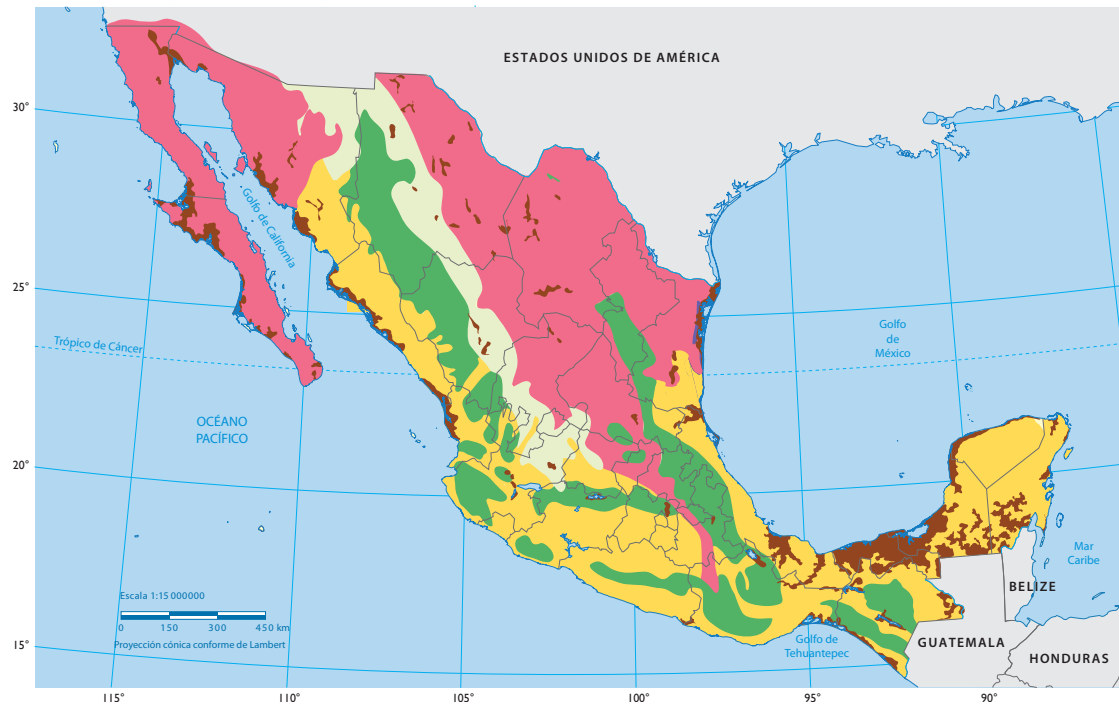 ESTADOS UNIDOS DE AMÉRICA
30°
Golfo de California
25°
Golfo
de
México
Trópico de Cáncer
OCÉANO
PACÍFICO
20°
Mar
Caribe
BELIZE
Escala 1:15 000000
0 150 300 450 km
Proyección cónica conforme de Lambert
15°
Golfo de
Tehuantepec
GUATEMALA
HONDURAS
115° 110° 105° 100° 95° 90°